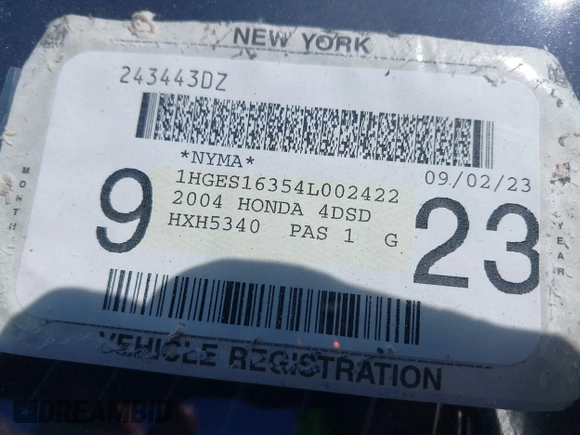 NEW YORK
243443DZ
*NYMA*
1HGES16354L002422 09/02/23
2004 HONDA 4DSD
HXH5340 PAS 1 G
MONTH
9
23
YEAR
VEHICLE REGISTRATION
DREAMBID